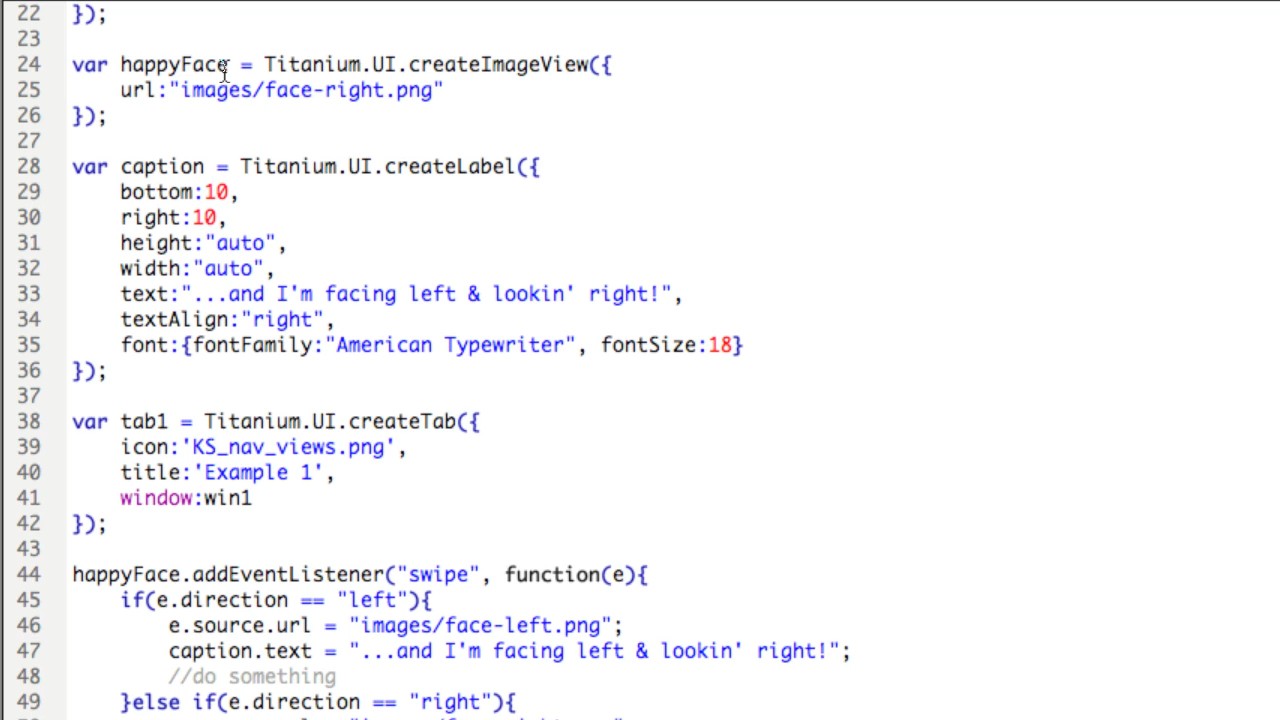 22 });
23
24 var happyFace = Titanium.UI.createImageView({
25     url:"images/face-right.png"
26 });
27
28 var caption = Titanium.UI.createLabel({
29     bottom:10,
30     right:10,
31     height:"auto",
32     width:"auto",
33     text:"...and I'm facing left & lookin' right!",
34     textAlign:"right",
35     font:{fontFamily:"American Typewriter", fontSize:18}
36 });
37
38 var tab1 = Titanium.UI.createTab({
39     icon:'KS_nav_views.png',
40     title:'Example 1',
41     window:win1
42 });
43
44 happyFace.addEventListener("swipe", function(e){
45     if(e.direction == "left"){
46         e.source.url = "images/face-left.png";
47         caption.text = "...and I'm facing left & lookin' right!";
48         //do something
49     }else if(e.direction == "right"){